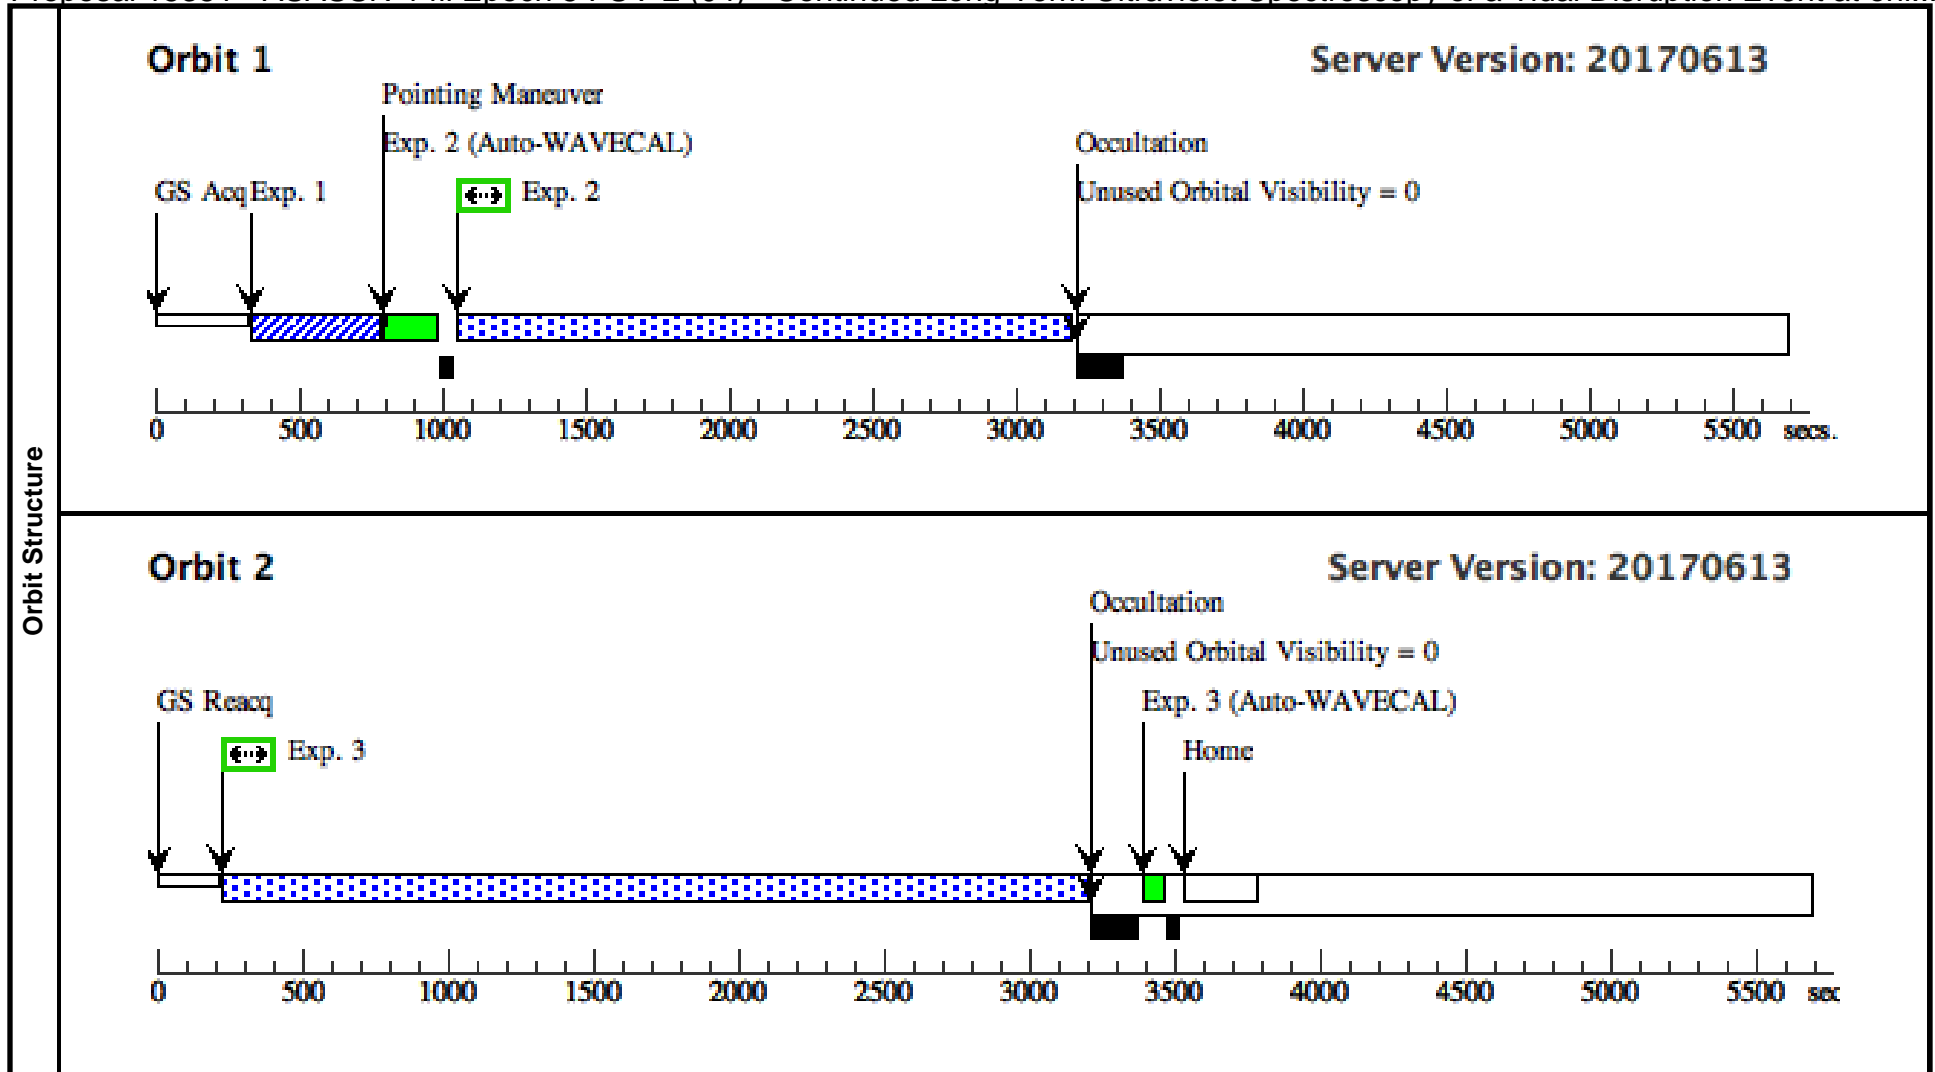 Orbit Structure
Orbit 1
Server Version: 20170613
Pointing Maneuver
Exp. 2 (Auto-WAVECAL)
Occultation
GS Acq Exp. 1
Exp. 2
Unused Orbital Visibility = 0
0 500 1000 1500 2000 2500 3000 3500 4000 4500 5000 5500 secs.
Orbit 2
Server Version: 20170613
Occultation
Unused Orbital Visibility = 0
GS Reacq
Exp. 3 (Auto-WAVECAL)
Exp. 3
Home
0 500 1000 1500 2000 2500 3000 3500 4000 4500 5000 5500 sec